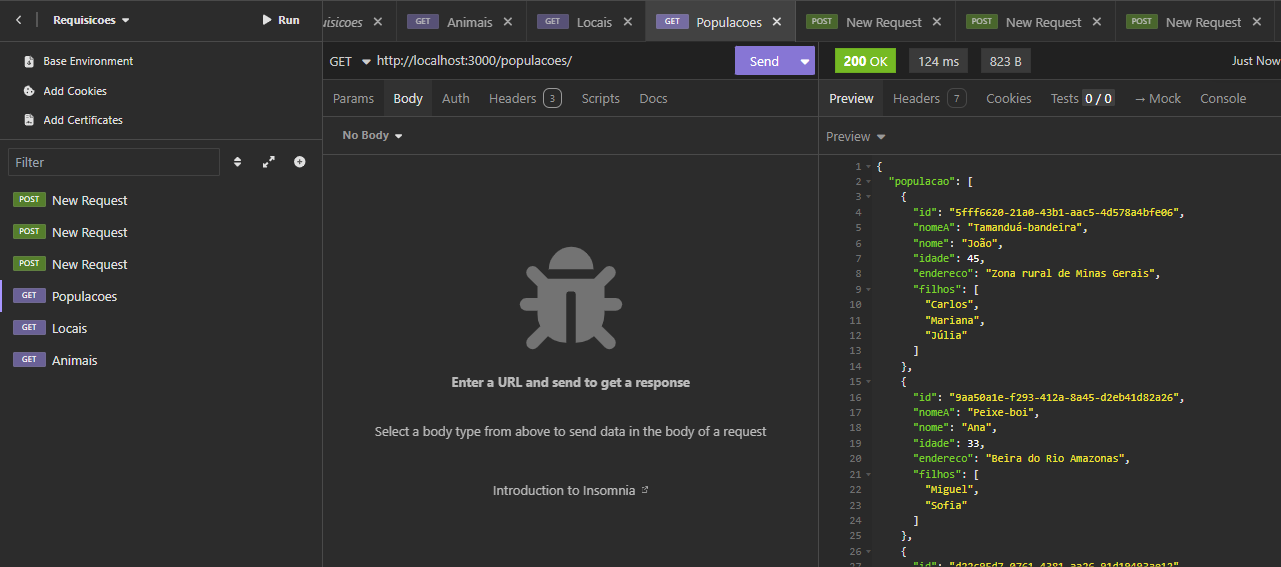 Requisicoes
Run
Base Environment
Add Cookies
Add Certificates
Filter
POST New Request
POST New Request
POST New Request
GET Populacoes
GET Locais
GET Animais
quisicoes
GET Animais
GET Locais
GET Populacoes
POST New Request
POST New Request
POST New Request
GET http://localhost:3000/populacoes/
Send
Params Body Auth Headers 3 Scripts Docs
No Body
Enter a URL and send to get a response
Select a body type from above to send data in the body of a request
Introduction to Insomnia
200 OK 124 ms 823 B Just Now
Preview Headers 7 Cookies Tests 0 / 0 → Mock Console
Preview
1 {
2 "populacao": [
3 {
4 "id": "5fff6620-21a0-43b1-aac5-4d578a4bfe06",
5 "nomeA": "Tamanduá-bandeira",
6 "nome": "João",
7 "idade": 45,
8 "endereco": "Zona rural de Minas Gerais",
9 "filhos": [
10 "Carlos",
11 "Mariana",
12 "Júlia"
13 ]
14 },
15 {
16 "id": "9aa50a1e-f293-412a-8a45-d2eb41d82a26",
17 "nomeA": "Peixe-boi",
18 "nome": "Ana",
19 "idade": 33,
20 "endereco": "Beira do Rio Amazonas",
21 "filhos": [
22 "Miguel",
23 "Sofia"
24 ]
25 },
26 {
"id":